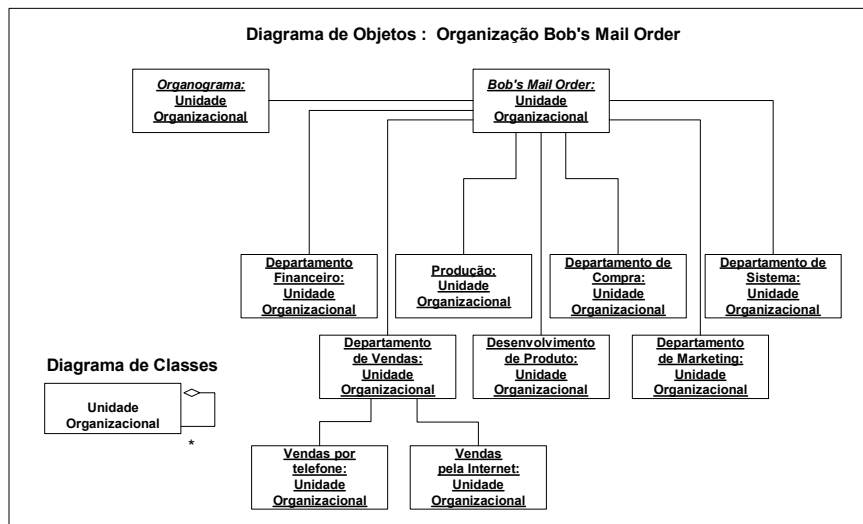 Diagrama de Objetos : Organização Bob's Mail Order
Organograma:
Unidade
Organizacional
Bob's Mail Order:
Unidade
Organizacional
Departamento
Financeiro:
Unidade
Organizacional
Produção:
Unidade
Organizacional
Departamento de
Compra:
Unidade
Organizacional
Departamento de
Sistema:
Unidade
Organizacional
Departamento
de Vendas:
Unidade
Organizacional
Desenvolvimento
de Produto:
Unidade
Organizacional
Departamento
de Marketing:
Unidade
Organizacional
Diagrama de Classes
Unidade
Organizacional
*
Vendas por
telefone:
Unidade
Organizacional
Vendas
pela Internet:
Unidade
Organizacional